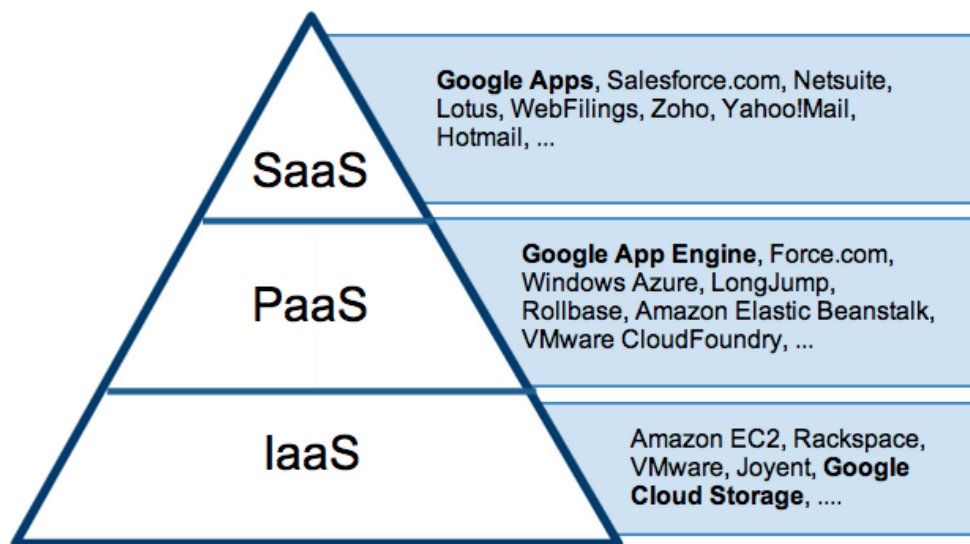 SaaS
Google Apps, Salesforce.com, Netsuite,
Lotus, WebFilings, Zoho, Yahoo!Mail,
Hotmail, ...
PaaS
Google App Engine, Force.com,
Windows Azure, LongJump,
Rollbase, Amazon Elastic Beanstalk,
VMware CloudFoundry, ...
IaaS
Amazon EC2, Rackspace,
VMware, Joyent, Google
Cloud Storage, ....